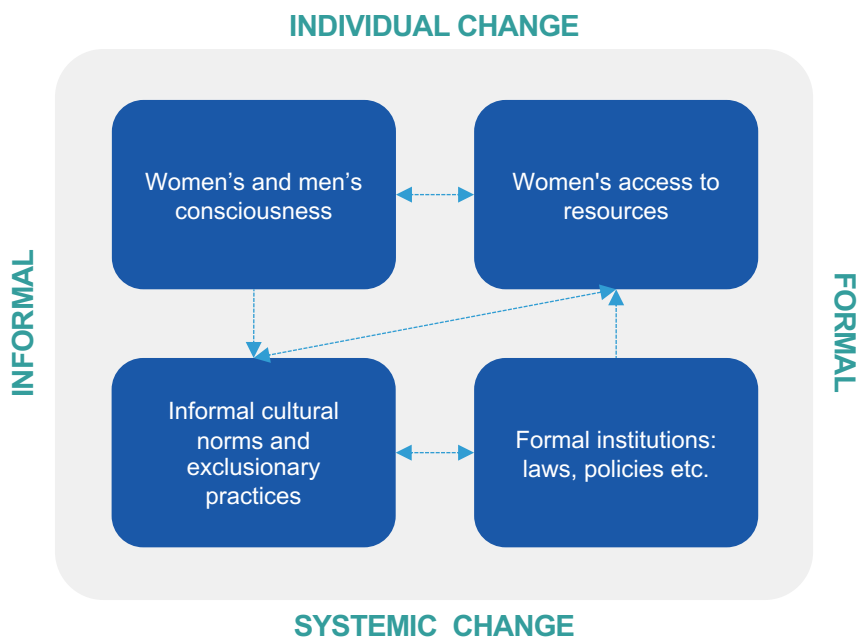 INDIVIDUAL CHANGE
Women’s and men’s
consciousness
Women's access to
resources
INFORMAL
FORMAL
Informal cultural
norms and
exclusionary
practices
Formal institutions:
laws, policies etc.
SYSTEMIC CHANGE